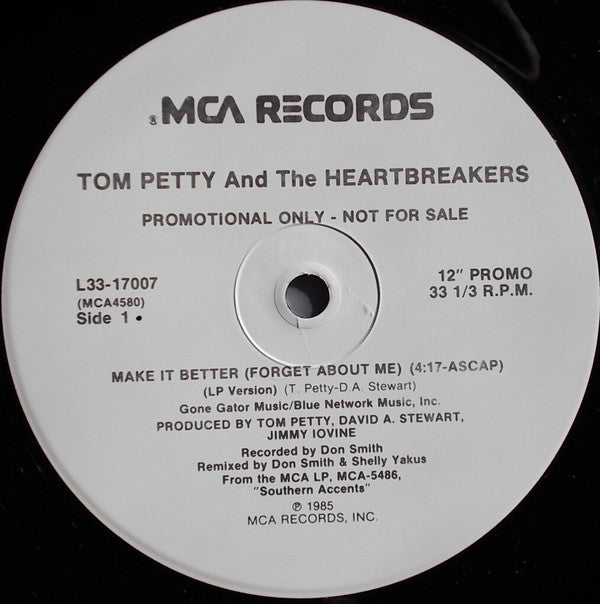 ® MCA RECORDS
TOM PETTY And The HEARTBREAKERS
PROMOTIONAL ONLY - NOT FOR SALE
L33-17007
(MCA4580)
Side 1 •
12" PROMO
33 1/3 R.P.M.
MAKE IT BETTER (FORGET ABOUT ME) (4:17-ASCAP)
(LP Version) (T. Petty-D.A. Stewart)
Gone Gator Music/Blue Network Music, Inc.
PRODUCED BY TOM PETTY, DAVID A. STEWART,
JIMMY IOVINE
Recorded by Don Smith
Remixed by Don Smith & Shelly Yakus
From the MCA LP, MCA-5486,
"Southern Accents"
℗ 1985
MCA RECORDS, INC.